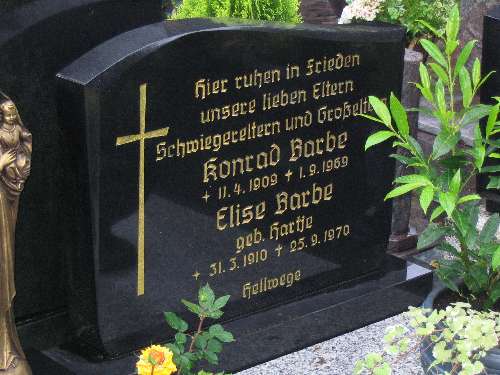 Hier ruhen in Frieden
unsere lieben Eltern
Schwiegereltern und Großelte
Konrad Barbe
* 11. 4. 1909 + 1. 9. 1969
Elise Barbe
geb. Hartje
* 31. 3. 1910 + 25. 9. 1970
Hellwege